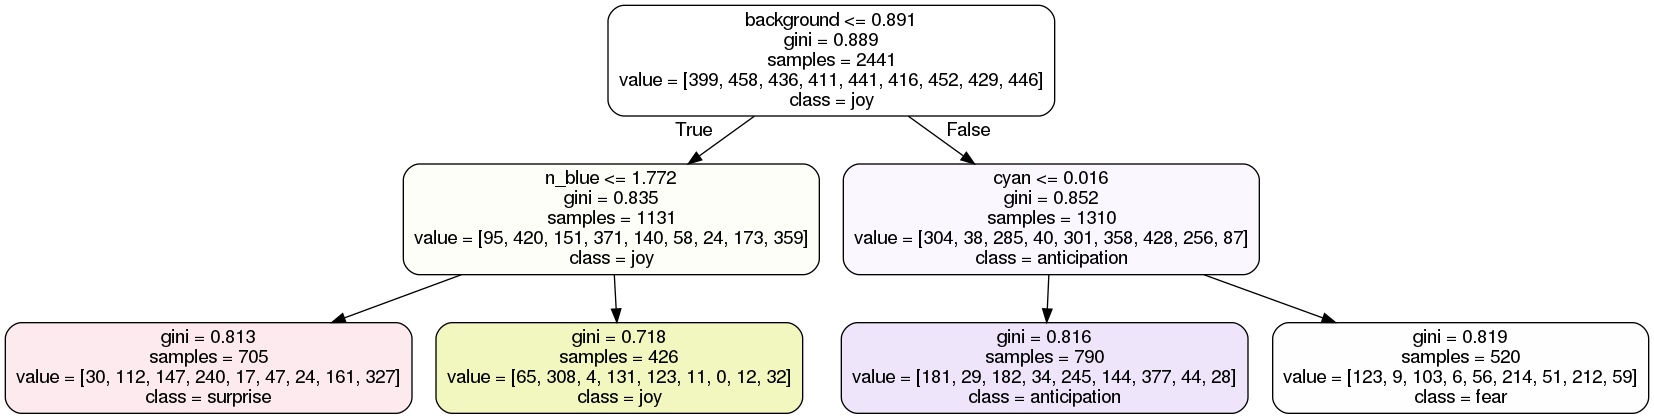 background <= 0.891
gini = 0.889
samples = 2441
value = [399, 458, 436, 411, 441, 416, 452, 429, 446]
class = joy
True
False
n_blue <= 1.772
gini = 0.835
samples = 1131
value = [95, 420, 151, 371, 140, 58, 24, 173, 359]
class = joy
cyan <= 0.016
gini = 0.852
samples = 1310
value = [304, 38, 285, 40, 301, 358, 428, 256, 87]
class = anticipation
gini = 0.813
samples = 705
value = [30, 112, 147, 240, 17, 47, 24, 161, 327]
class = surprise
gini = 0.718
samples = 426
value = [65, 308, 4, 131, 123, 11, 0, 12, 32]
class = joy
gini = 0.816
samples = 790
value = [181, 29, 182, 34, 245, 144, 377, 44, 28]
class = anticipation
gini = 0.819
samples = 520
value = [123, 9, 103, 6, 56, 214, 51, 212, 59]
class = fear